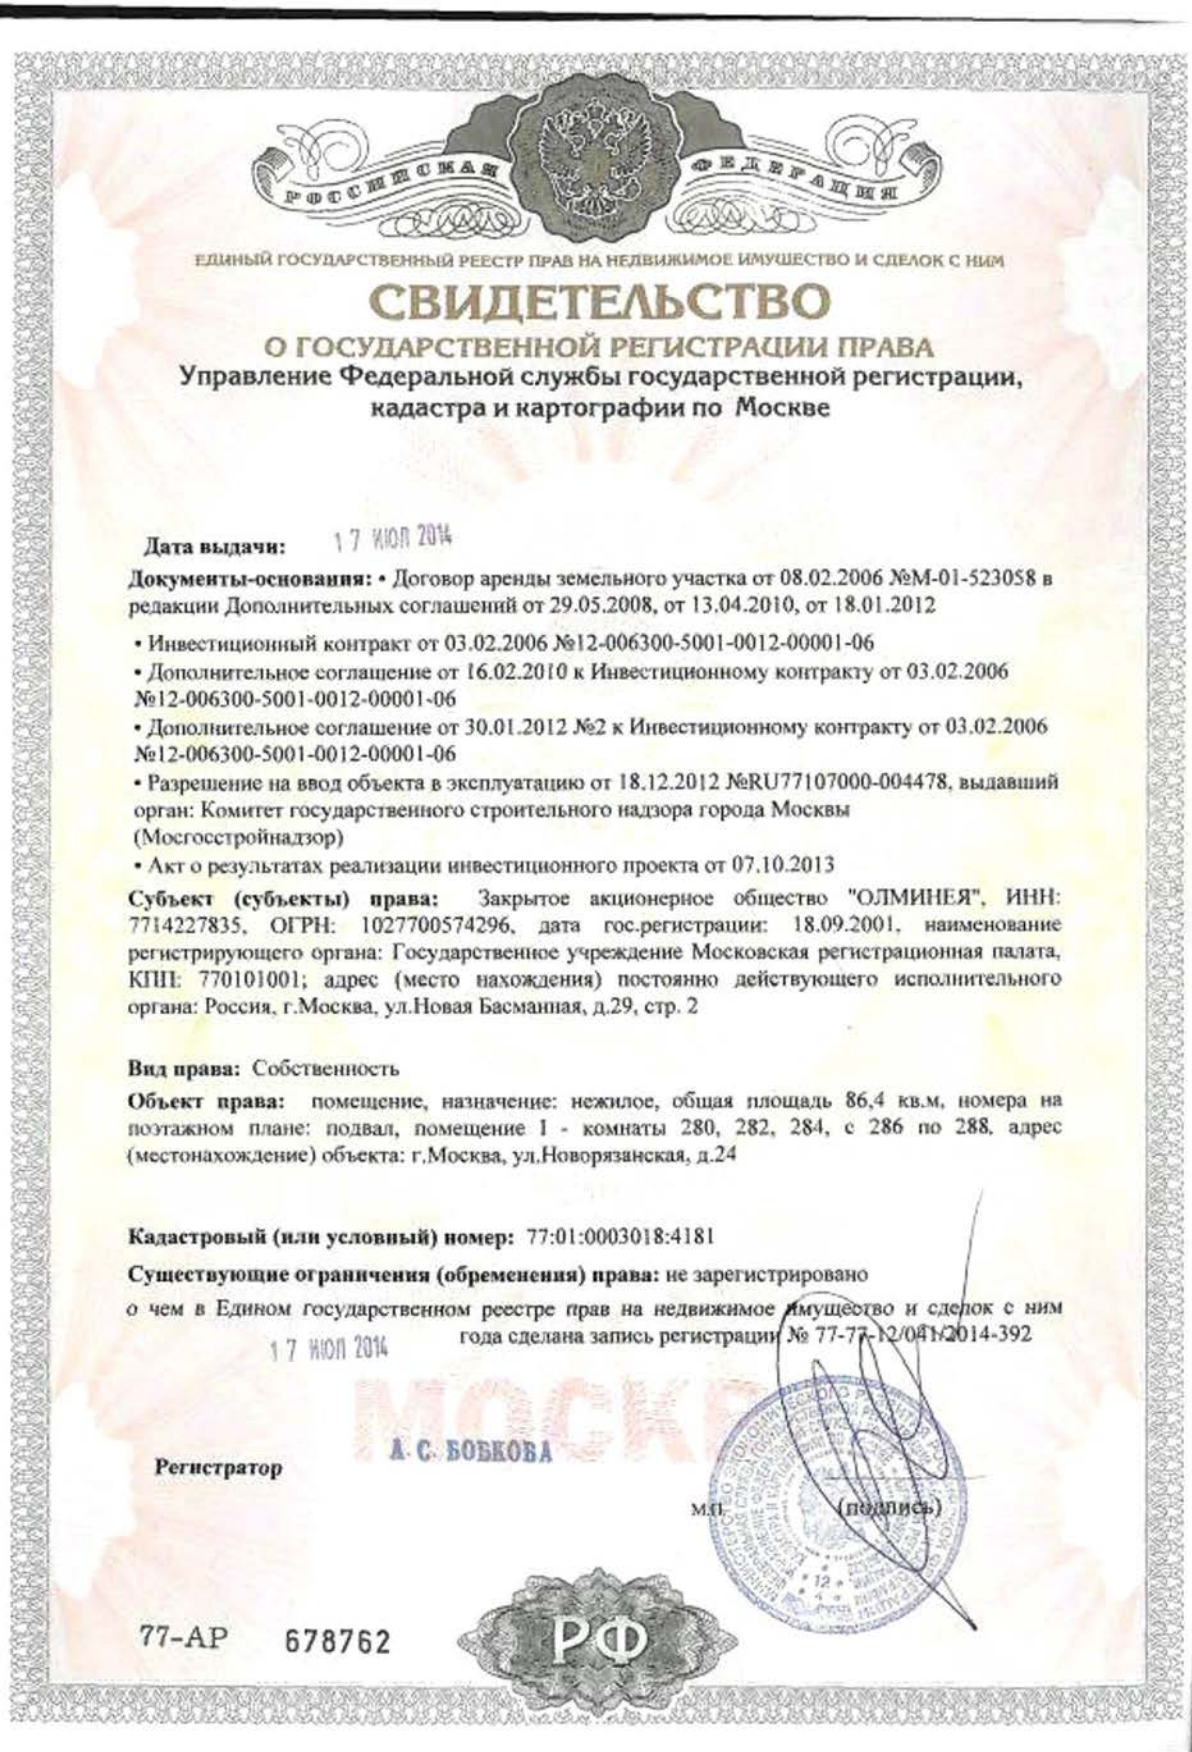 РОССИЙСКАЯ ФЕДЕРАЦИЯ
ЕДИНЫЙ ГОСУДАРСТВЕННЫЙ РЕЕСТР ПРАВ НА НЕДВИЖИМОЕ ИМУЩЕСТВО И СДЕЛОК С НИМ
СВИДЕТЕЛЬСТВО
О ГОСУДАРСТВЕННОЙ РЕГИСТРАЦИИ ПРАВА
Управление Федеральной службы государственной регистрации,
кадастра и картографии по Москве
Дата выдачи: 17 ИЮЛ 2014
Документы-основания: • Договор аренды земельного участка от 08.02.2006 №М-01-523058 в
редакции Дополнительных соглашений от 29.05.2008, от 13.04.2010, от 18.01.2012
• Инвестиционный контракт от 03.02.2006 №12-006300-5001-0012-00001-06
• Дополнительное соглашение от 16.02.2010 к Инвестиционному контракту от 03.02.2006
№12-006300-5001-0012-00001-06
• Дополнительное соглашение от 30.01.2012 №2 к Инвестиционному контракту от 03.02.2006
№12-006300-5001-0012-00001-06
• Разрешение на ввод объекта в эксплуатацию от 18.12.2012 №RU77107000-004478, выдавший
орган: Комитет государственного строительного надзора города Москвы
(Мосгосстройнадзор)
• Акт о результатах реализации инвестиционного проекта от 07.10.2013
Субъект (субъекты) права: Закрытое акционерное общество "ОЛМИНЕЯ", ИНН:
7714227835, ОГРН: 1027700574296, дата гос.регистрации: 18.09.2001, наименование
регистрирующего органа: Государственное учреждение Московская регистрационная палата,
КПП: 770101001; адрес (место нахождения) постоянно действующего исполнительного
органа: Россия, г.Москва, ул.Новая Басманная, д.29, стр. 2
Вид права: Собственность
Объект права: помещение, назначение: нежилое, общая площадь 86,4 кв.м, номера на
поэтажном плане: подвал, помещение I - комнаты 280, 282, 284, с 286 по 288, адрес
(местонахождение) объекта: г.Москва, ул.Новорязанская, д.24
Кадастровый (или условный) номер: 77:01:0003018:4181
Существующие ограничения (обременения) права: не зарегистрировано
о чем в Едином государственном реестре прав на недвижимое имущество и сделок с ним
17 ИЮЛ 2014 года сделана запись регистрации № 77-77-12/041/2014-392
Регистратор А. С. БОБКОВА
М.П. (подпись)
77-АР 678762
РФ